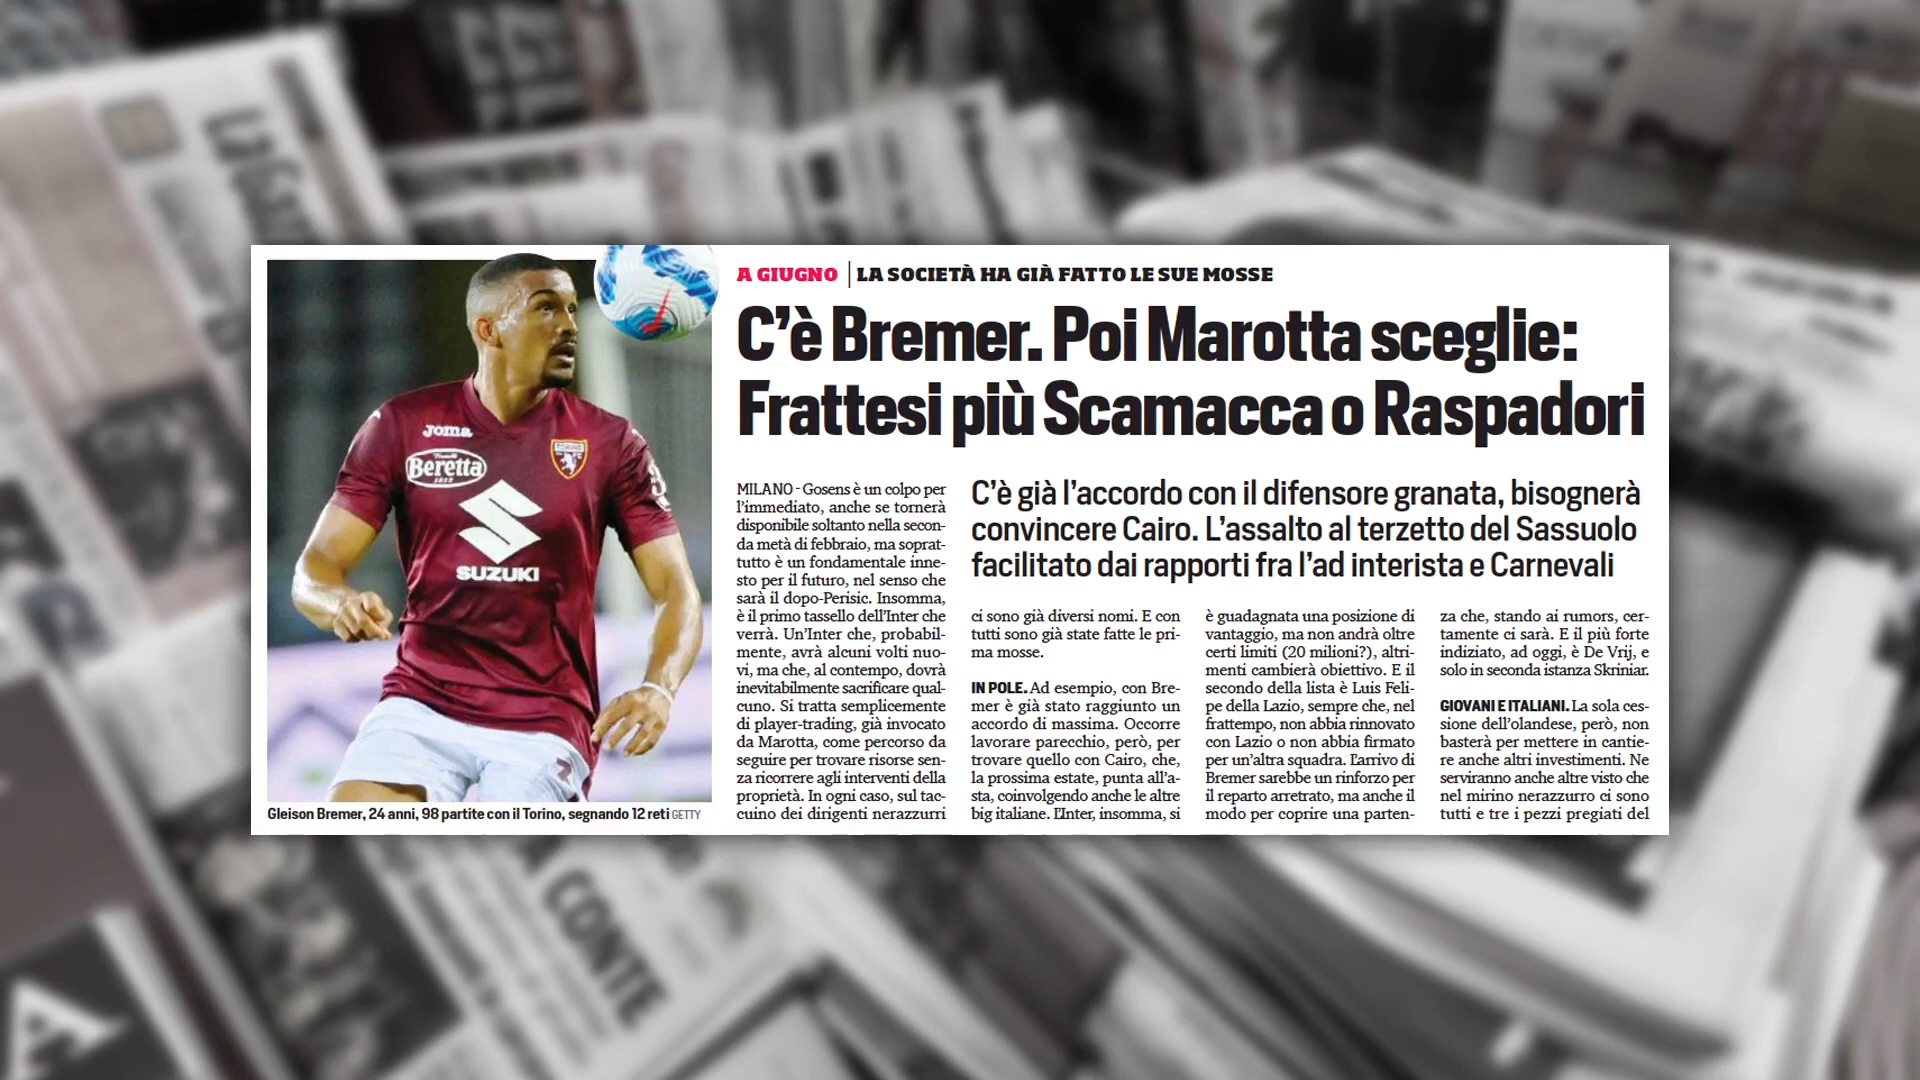 A GIUGNO | LA SOCIETÀ HA GIÀ FATTO LE SUE MOSSE
C'è Bremer. Poi Marotta sceglie:
Frattesi più Scamacca o Raspadori
C'è già l'accordo con il difensore granata, bisognerà
convincere Cairo. L'assalto al terzetto del Sassuolo
facilitato dai rapporti fra l'ad interista e Carnevali
MILANO - Gosens è un colpo per
l'immediato, anche se tornerà
disponibile soltanto nella secon-
da metà di febbraio, ma soprat-
tutto è un fondamentale inne-
sto per il futuro, nel senso che
sarà il dopo-Perisic. Insomma,
è il primo tassello dell'Inter che
verrà. Un'Inter che, probabil-
mente, avrà alcuni volti nuo-
vi, ma che, al contempo, dovrà
inevitabilmente sacrificare qual-
cuno. Si tratta semplicemente
di player-trading, già invocato
da Marotta, come percorso da
seguire per trovare risorse sen-
za ricorrere agli interventi della
proprietà. In ogni caso, sul tac-
cuino dei dirigenti nerazzurri
ci sono già diversi nomi. E con
tutti sono già state fatte le pri-
ma mosse.
IN POLE. Ad esempio, con Bre-
mer è già stato raggiunto un
accordo di massima. Occorre
lavorare parecchio, però, per
trovare quello con Cairo, che,
la prossima estate, punta all'a-
sta, coinvolgendo anche le altre
big italiane. L'Inter, insomma, si
è guadagnata una posizione di
vantaggio, ma non andrà oltre
certi limiti (20 milioni?), altri-
menti cambierà obiettivo. E il
secondo della lista è Luis Feli-
pe della Lazio, sempre che, nel
frattempo, non abbia rinnovato
con Lazio o non abbia firmato
per un'altra squadra. L'arrivo di
Bremer sarebbe un rinforzo per
il reparto arretrato, ma anche il
modo per coprire una parten-
za che, stando ai rumors, cer-
tamente ci sarà. E il più forte
indiziato, ad oggi, è De Vrij, e
solo in seconda istanza Skriniar.
GIOVANI E ITALIANI. La sola ces-
sione dell'olandese, però, non
basterà per mettere in cantie-
re anche altri investimenti. Ne
serviranno anche altre visto che
nel mirino nerazzurro ci sono
tutti e tre i pezzi pregiati del
Joma
Fratelli
Beretta
1812
SUZUKI
Gleison Bremer, 24 anni, 98 partite con il Torino, segnando 12 reti GETTY
CONTE